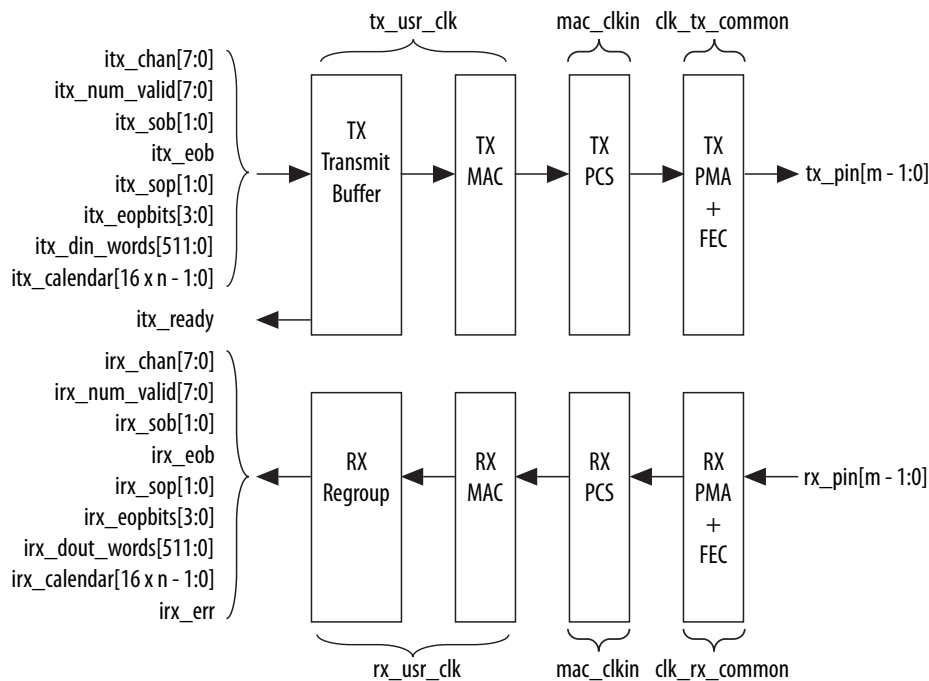 tx_usr_clk mac_clkin clk_tx_common
itx_chan[7:0]
itx_num_valid[7:0]
itx_sob[1:0]
itx_eob
itx_sop[1:0]
itx_eopbits[3:0]
itx_din_words[511:0]
itx_calendar[16 x n - 1:0]
itx_ready
TX
Transmit
Buffer
TX
MAC
TX
PCS
TX
PMA
+
FEC
tx_pin[m - 1:0]
irx_chan[7:0]
irx_num_valid[7:0]
irx_sob[1:0]
irx_eob
irx_sop[1:0]
irx_eopbits[3:0]
irx_dout_words[511:0]
irx_calendar[16 x n - 1:0]
irx_err
RX
Regroup
RX
MAC
RX
PCS
RX
PMA
+
FEC
rx_pin[m - 1:0]
rx_usr_clk mac_clkin clk_rx_common